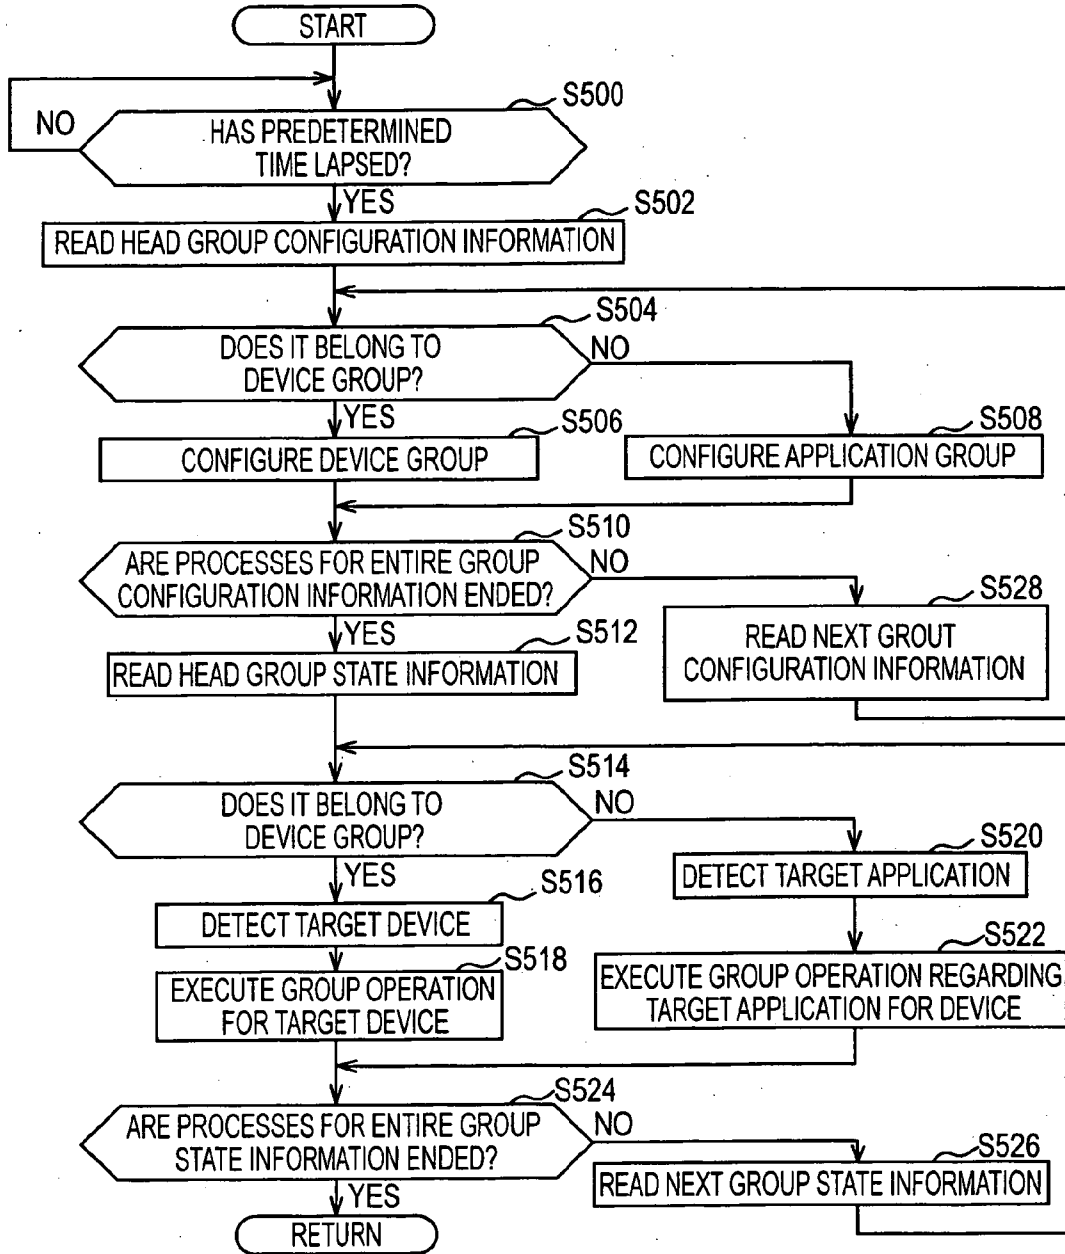 START
S500
NO
HAS PREDETERMINED
TIME LAPSED?
YES
S502
READ HEAD GROUP CONFIGURATION INFORMATION
S504
DOES IT BELONG TO
DEVICE GROUP?
NO
YES
S506
CONFIGURE DEVICE GROUP
S508
CONFIGURE APPLICATION GROUP
S510
ARE PROCESSES FOR ENTIRE GROUP
CONFIGURATION INFORMATION ENDED?
NO
YES
S512
READ HEAD GROUP STATE INFORMATION
S528
READ NEXT GROUT
CONFIGURATION INFORMATION
S514
DOES IT BELONG TO
DEVICE GROUP?
NO
YES
S516
DETECT TARGET DEVICE
S520
DETECT TARGET APPLICATION
S518
EXECUTE GROUP OPERATION
FOR TARGET DEVICE
S522
EXECUTE GROUP OPERATION REGARDING
TARGET APPLICATION FOR DEVICE
S524
ARE PROCESSES FOR ENTIRE GROUP
STATE INFORMATION ENDED?
NO
YES
S526
READ NEXT GROUP STATE INFORMATION
RETURN